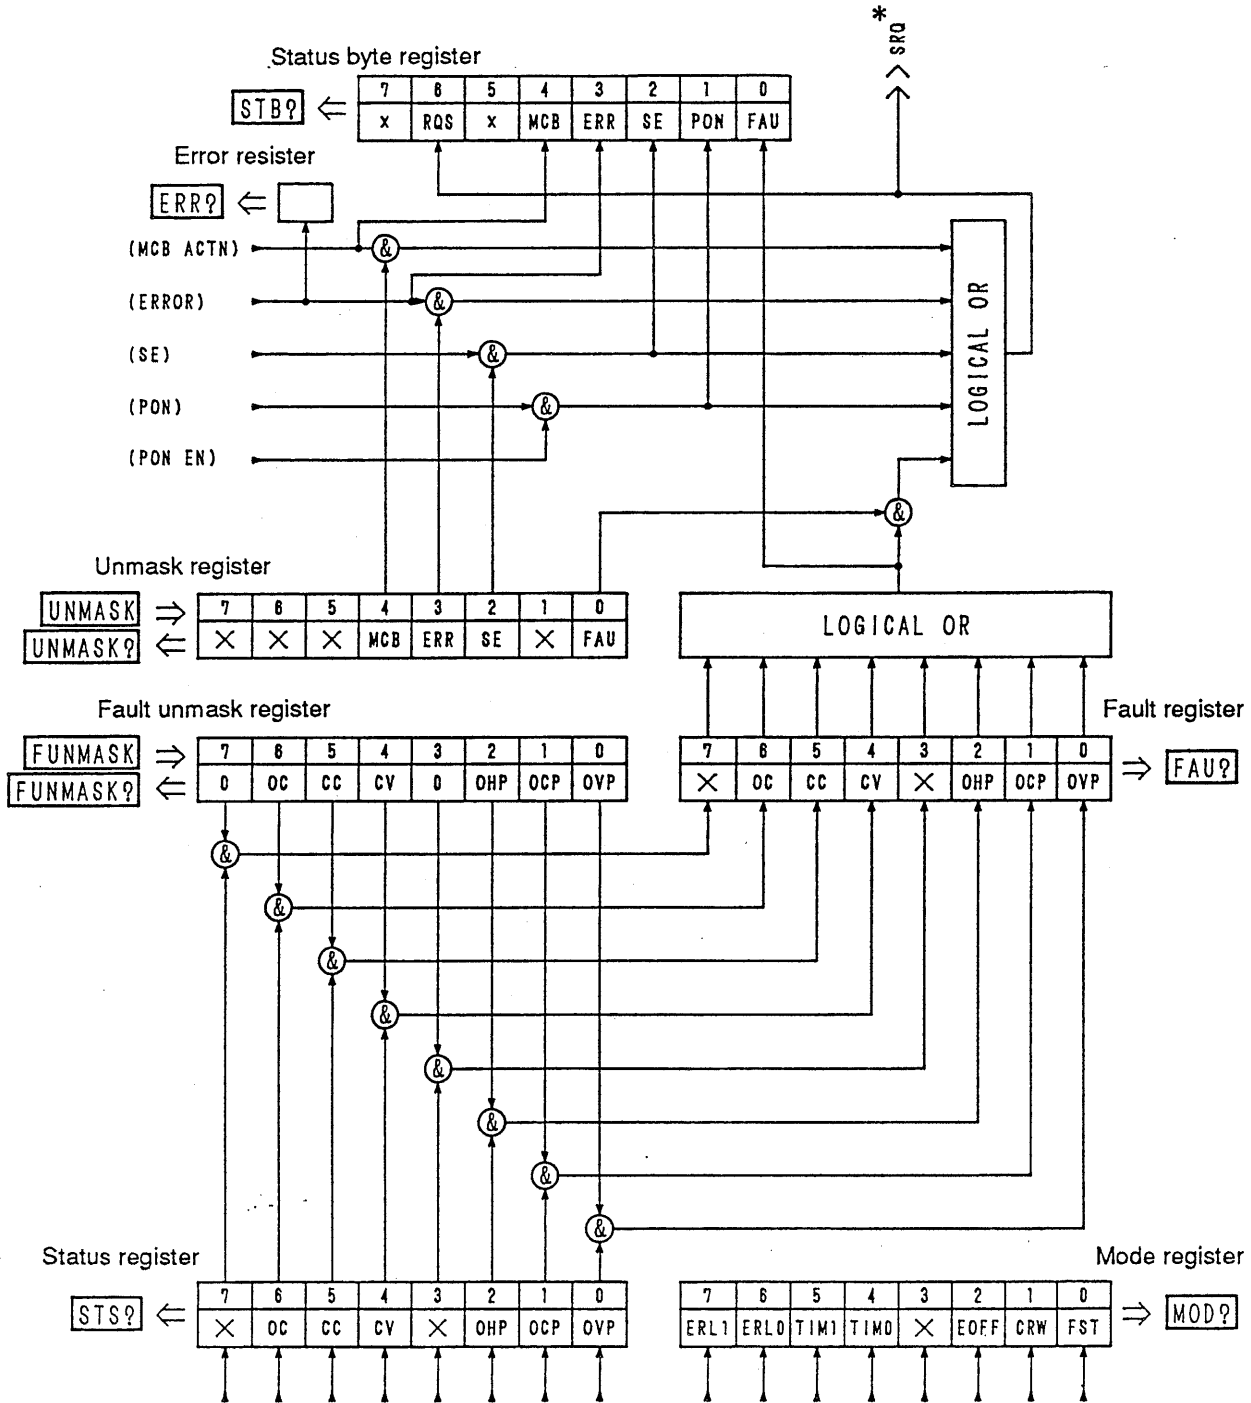 * SRQ
Status byte register
7 6 5 4 3 2 1 0
STB? ⇐ x RQS x MCB ERR SE PON FAU
Error resister
ERR? ⇐
(MCB ACTN) &
(ERROR) &
(SE) &
(PON) &
(PON EN)
LOGICAL OR
&
Unmask register
UNMASK ⇒ 7 6 5 4 3 2 1 0
UNMASK? ⇐ X X X MCB ERR SE X FAU
LOGICAL OR
Fault unmask register
FUNMASK ⇒ 7 6 5 4 3 2 1 0
FUNMASK? ⇐ 0 OC CC CV 0 OHP OCP OVP
Fault register
7 6 5 4 3 2 1 0
X OC CC CV X OHP OCP OVP ⇒ FAU?
&
&
&
&
&
&
&
&
Status register
7 6 5 4 3 2 1 0
STS? ⇐ X OC CC CV X OHP OCP OVP
Mode register
7 6 5 4 3 2 1 0
ERL1 ERL0 TIM1 TIM0 X EOFF CRW FST ⇒ MOD?